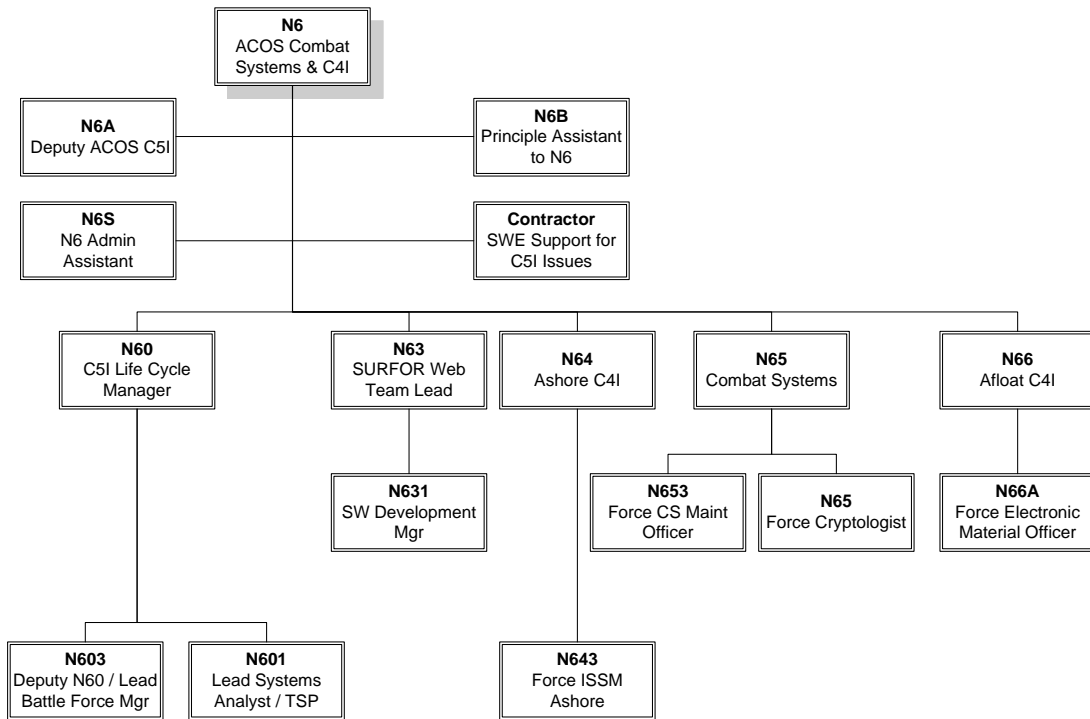 N6
ACOS Combat
Systems & C4I
N6A
Deputy ACOS C5I
N6B
Principle Assistant
to N6
N6S
N6 Admin
Assistant
Contractor
SWE Support for
C5I Issues
N60
C5I Life Cycle
Manager
N63
SURFOR Web
Team Lead
N64
Ashore C4I
N65
Combat Systems
N66
Afloat C4I
N631
SW Development
Mgr
N653
Force CS Maint
Officer
N65
Force Cryptologist
N66A
Force Electronic
Material Officer
N603
Deputy N60 / Lead
Battle Force Mgr
N601
Lead Systems
Analyst / TSP
N643
Force ISSM
Ashore